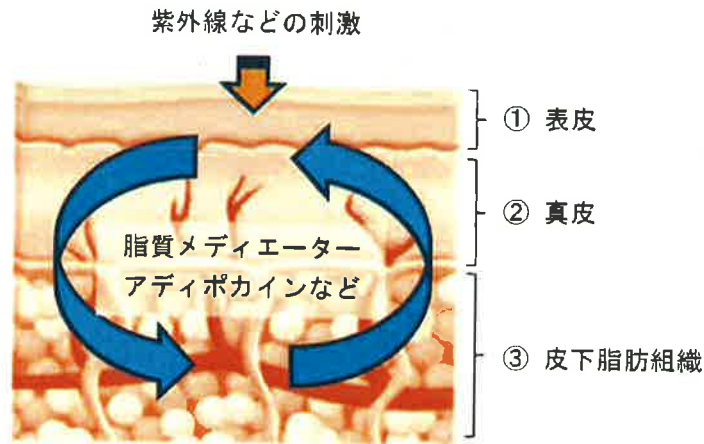 紫外線などの刺激
① 表皮
② 真皮
脂質メディエーター
アディポカインなど
③ 皮下脂肪組織